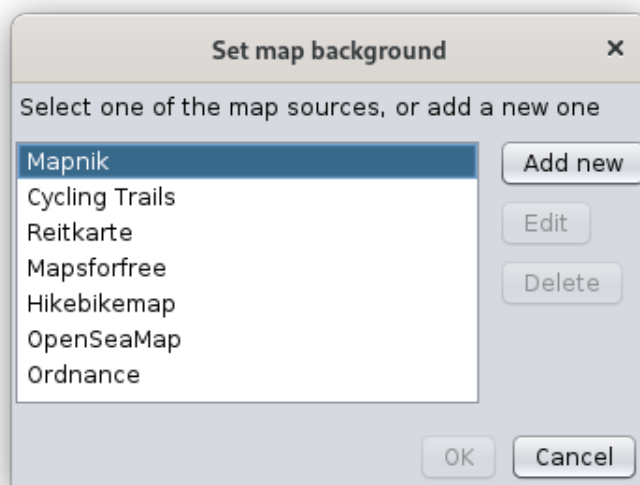 Set map background
Select one of the map sources, or add a new one
Mapnik
Cycling Trails
Reitkarte
Mapsforfree
Hikebikemap
OpenSeaMap
Ordnance
Add new
Edit
Delete
OK
Cancel